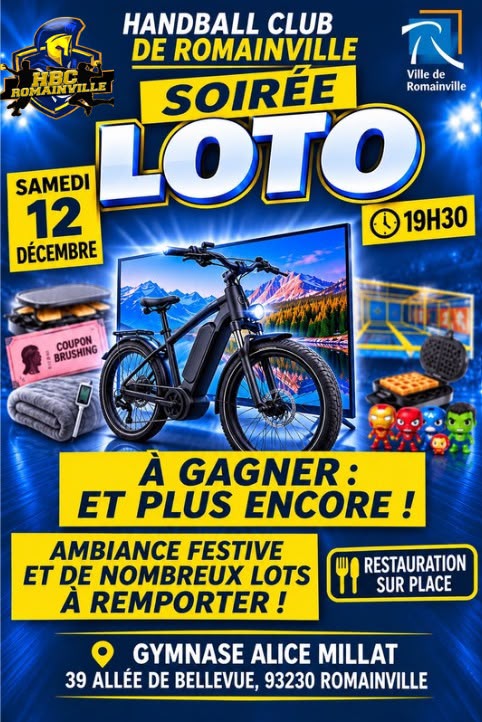 HBC
ROMAINVILLE
HANDBALL CLUB
DE ROMAINVILLE
Ville de
Romainville
SOIRÉE
LOTO
SAMEDI
12
DÉCEMBRE
19H30
COUPON
BRUSHING
À GAGNER :
ET PLUS ENCORE !
AMBIANCE FESTIVE
ET DE NOMBREUX LOTS
À REMPORTER !
RESTAURATION
SUR PLACE
GYMNASE ALICE MILLAT
39 ALLÉE DE BELLEVUE, 93230 ROMAINVILLE